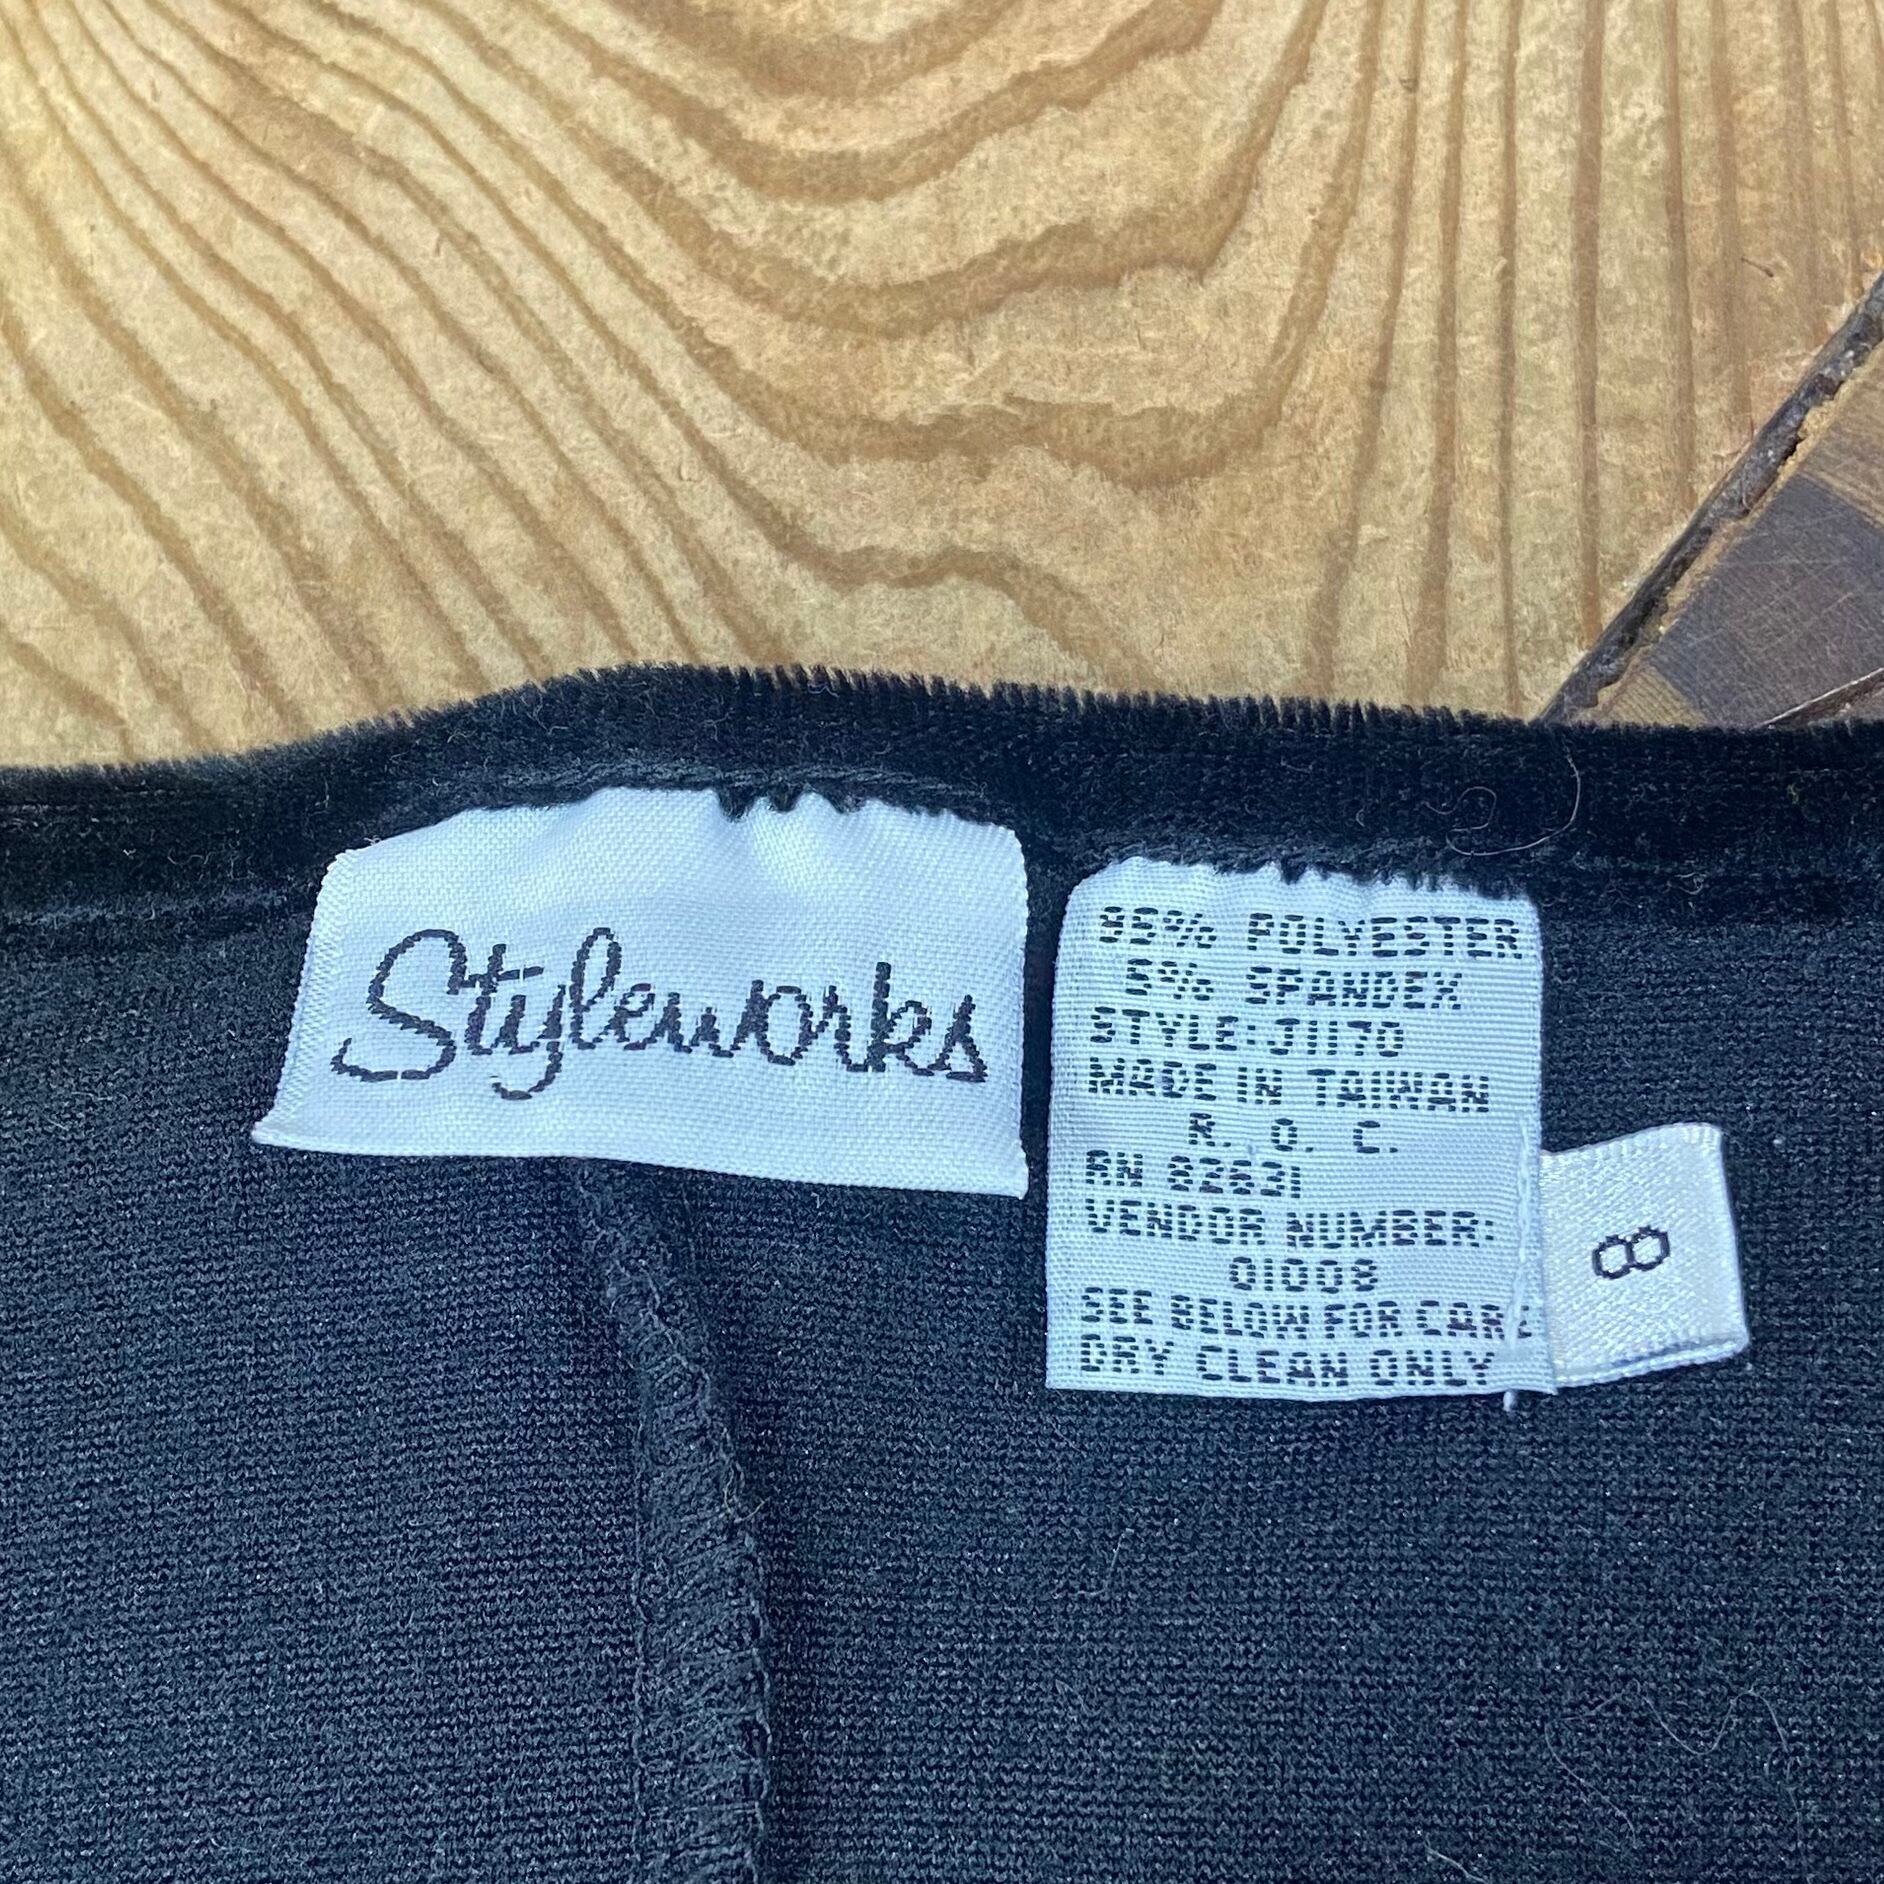 Styleworks
95% POLYESTER
5% SPANDEX
STYLE:J1170
MADE IN TAIWAN
R. O. C.
RN 82631
VENDOR NUMBER:
01008
SEE BELOW FOR CARE
DRY CLEAN ONLY
8